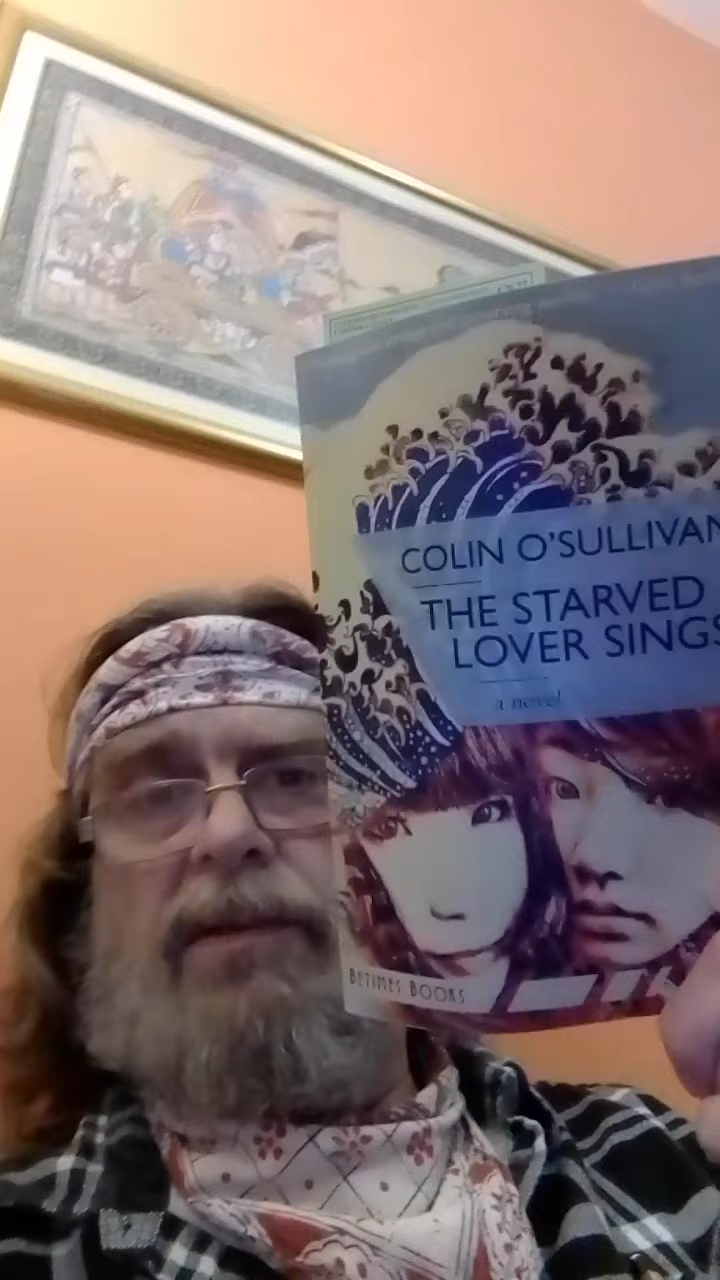 COLIN O'SULLIVAN
THE STARVED
LOVER SINGS
a novel
BETIMES BOOKS